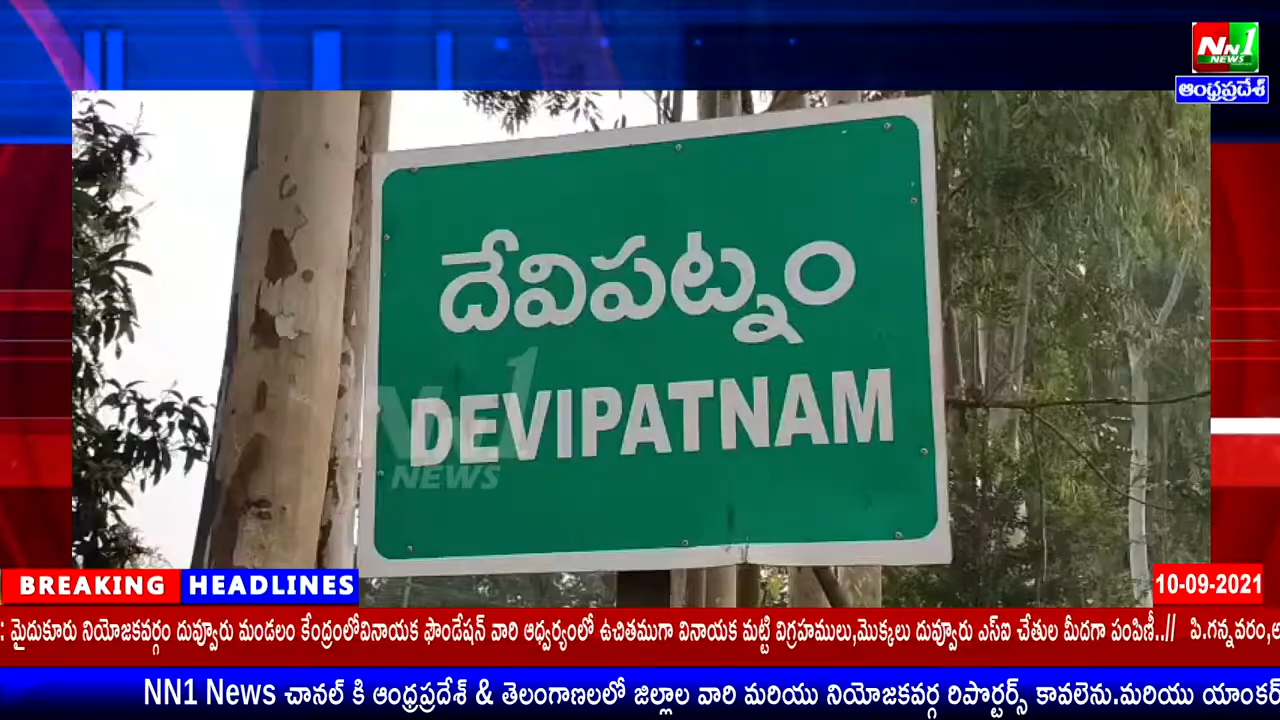 NN1
NEWS
ఆంధ్రప్రదేశ్
దేవిపట్నం
DEVIPATNAM
NN1
NEWS
BREAKING HEADLINES
10-09-2021
: మైదుకూరు నియోజకవర్గం దువ్వూరు మండలం కేంద్రంలోవినాయక ఫౌండేషన్ వారి ఆధ్వర్యంలో ఉచితముగా వినాయక మట్టి విగ్రహములు,మొక్కలు దువ్వూరు ఎస్ఐ చేతుల మీదగా పంపిణీ..// పి.గన్నవరం,
NN1 News చానల్ కి ఆంధ్రప్రదేశ్ & తెలంగాణలలో జిల్లాల వారి మరియు నియోజకవర్గ రిపొర్టర్స్ కావలెను.మరియు యాంకర్